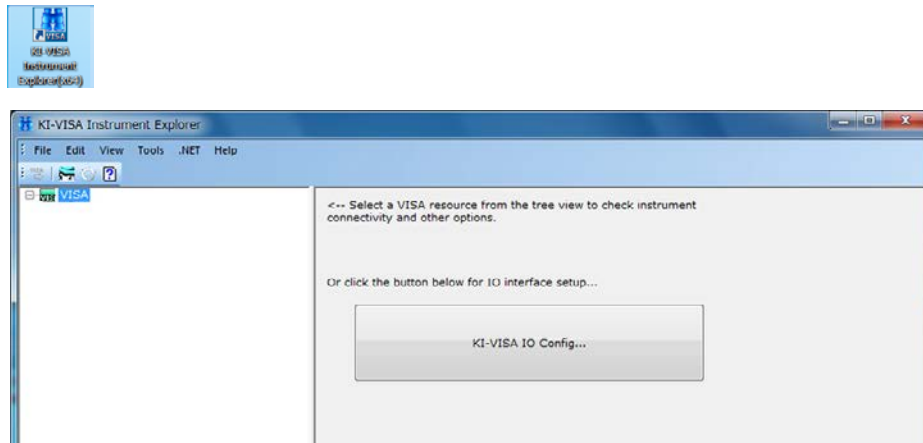 VISA
KI-VISA
Instrument
Explorer(x64)
KI-VISA Instrument Explorer
File Edit View Tools .NET Help
VISA
<-- Select a VISA resource from the tree view to check instrument
connectivity and other options.
Or click the button below for IO interface setup...
KI-VISA IO Config...